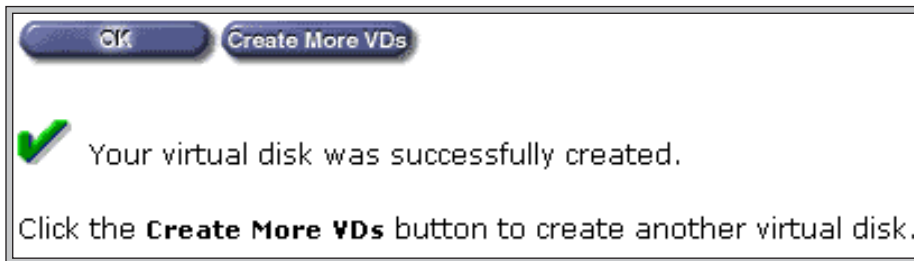 OK Create More VDs
Your virtual disk was successfully created.
Click the Create More VDs button to create another virtual disk.